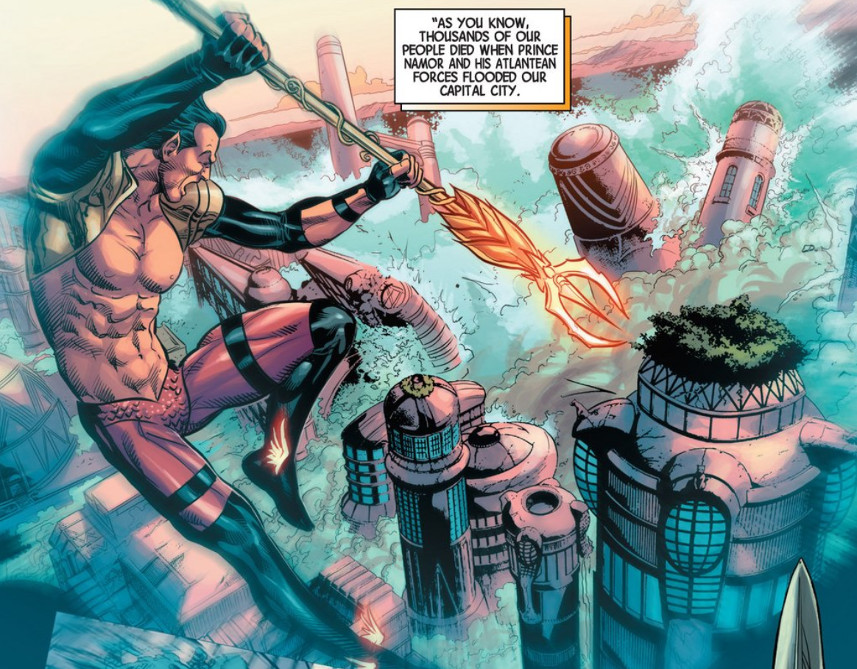 "AS YOU KNOW,
THOUSANDS OF OUR
PEOPLE DIED WHEN PRINCE
NAMOR AND HIS ATLANTEAN
FORCES FLOODED OUR
CAPITAL CITY.